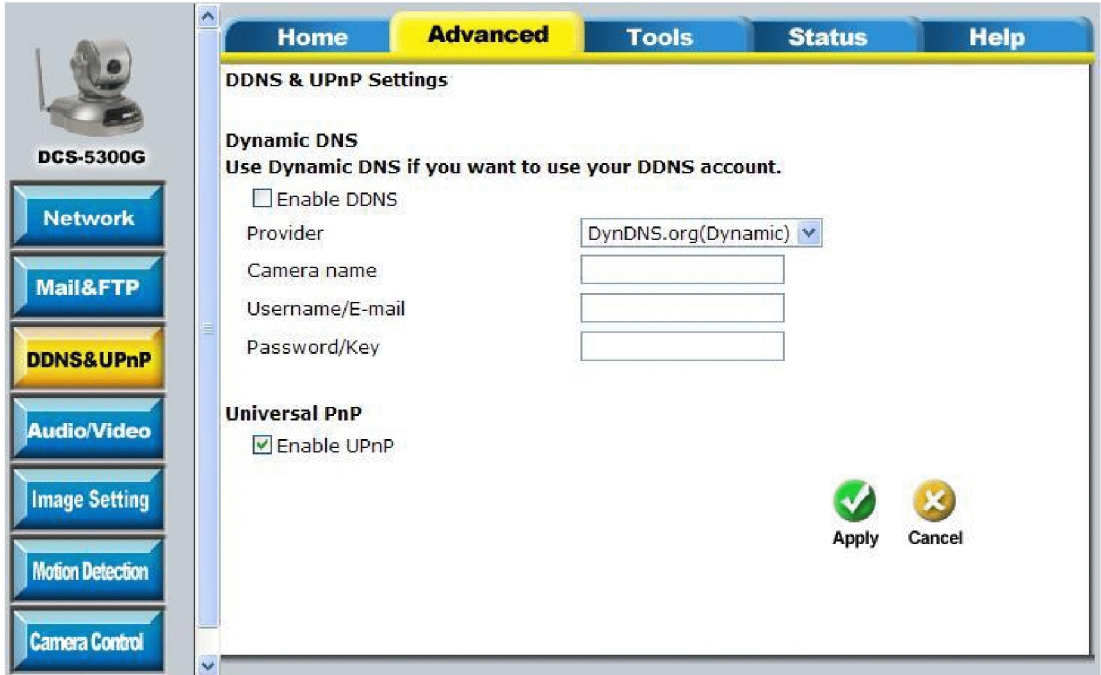 Home Advanced Tools Status Help
DCS-5300G
Network
Mail&FTP
DDNS&UPnP
Audio/Video
Image Setting
Motion Detection
Camera Control
DDNS & UPnP Settings
Dynamic DNS
Use Dynamic DNS if you want to use your DDNS account.
Enable DDNS
Provider DynDNS.org(Dynamic)
Camera name
Username/E-mail
Password/Key
Universal PnP
Enable UPnP
Apply Cancel